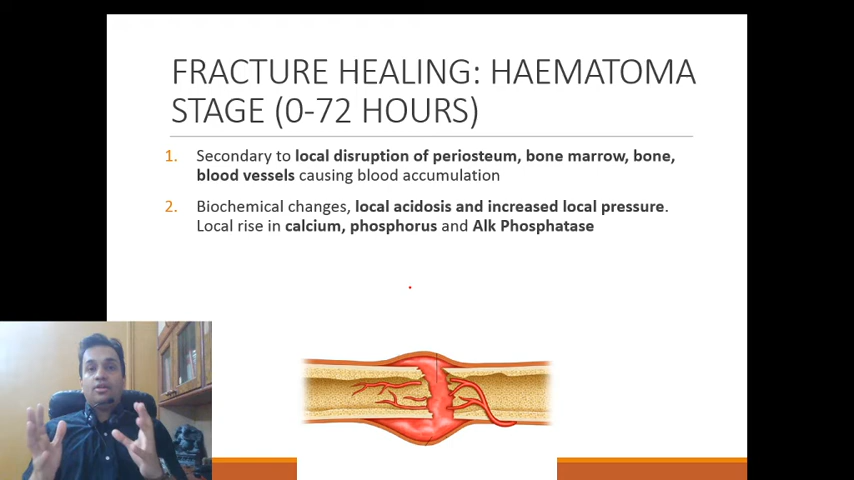 FRACTURE HEALING: HAEMATOMA
STAGE (0-72 HOURS)
1. Secondary to local disruption of periosteum, bone marrow, bone,
blood vessels causing blood accumulation
2. Biochemical changes, local acidosis and increased local pressure.
Local rise in calcium, phosphorus and Alk Phosphatase